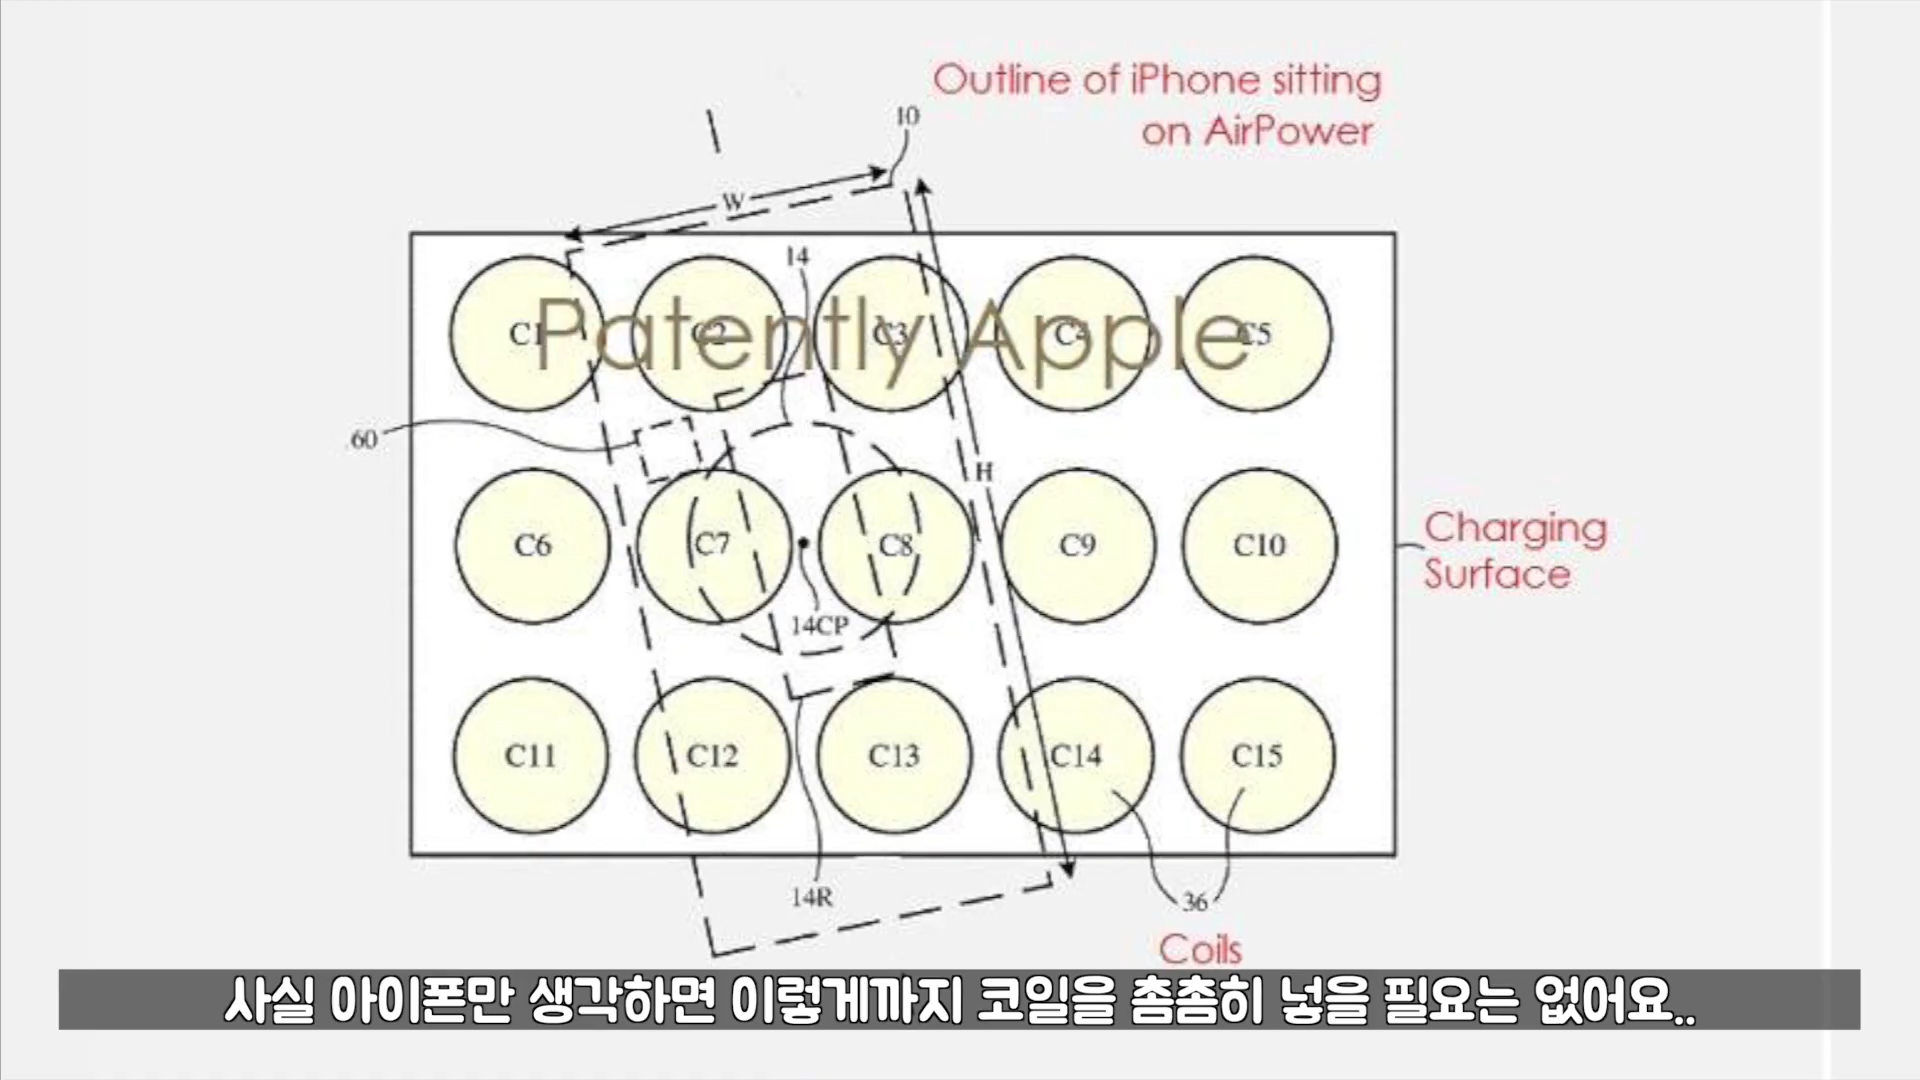 Outline of iPhone sitting
on AirPower
10
W
14
C1 C2 C3 C4 C5
Patently Apple
60
H
C6 C7 C8 C9 C10
Charging
Surface
14CP
C11 C12 C13 C14 C15
14R
36
Coils
사실 아이폰만 생각하면 이렇게까지 코일을 촘촘히 넣을 필요는 없어요..